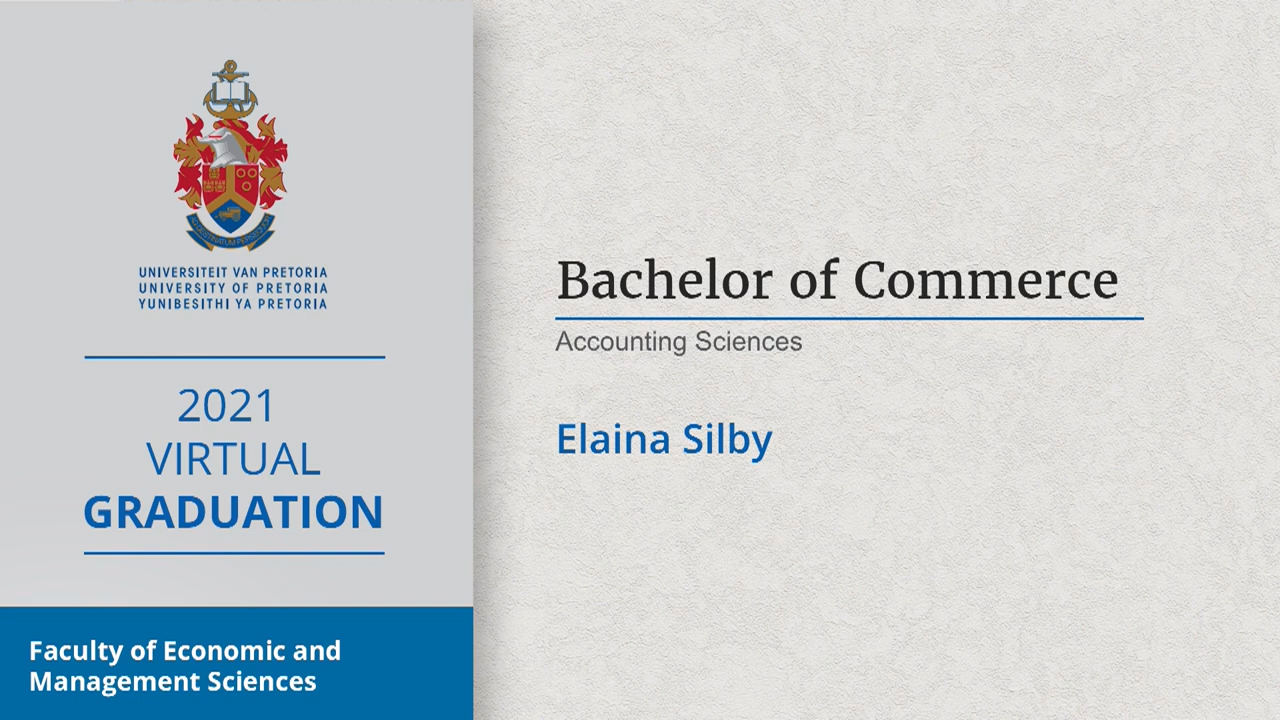 UNIVERSITEIT VAN PRETORIA
UNIVERSITY OF PRETORIA
YUNIBESITHI YA PRETORIA
2021
VIRTUAL
GRADUATION
Faculty of Economic and
Management Sciences
Bachelor of Commerce
Accounting Sciences
Elaina Silby